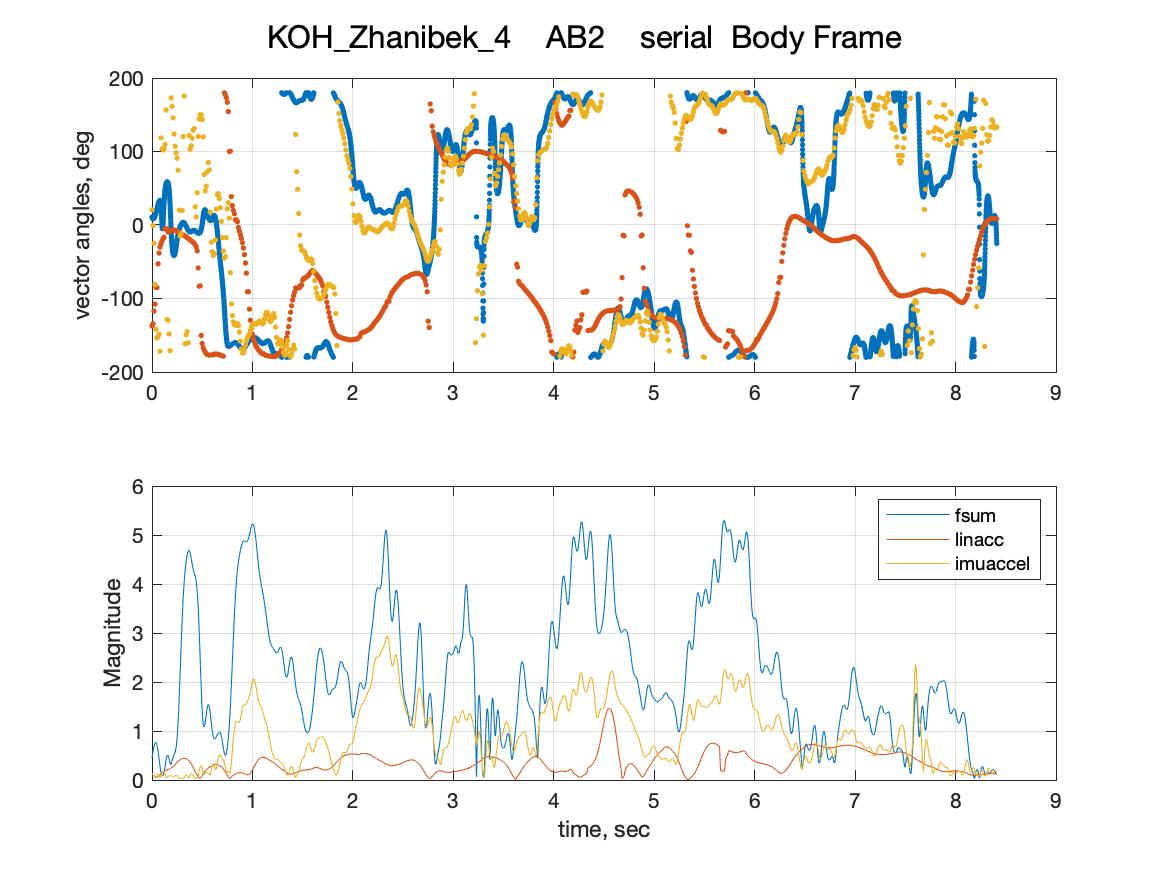 KOH_Zhanibek_4 AB2 serial Body Frame
vector angles, deg
200
100
0
-100
-200
0 1 2 3 4 5 6 7 8 9
Magnitude
6
5
4
3
2
1
0
fsum
linacc
imuaccel
0 1 2 3 4 5 6 7 8 9
time, sec